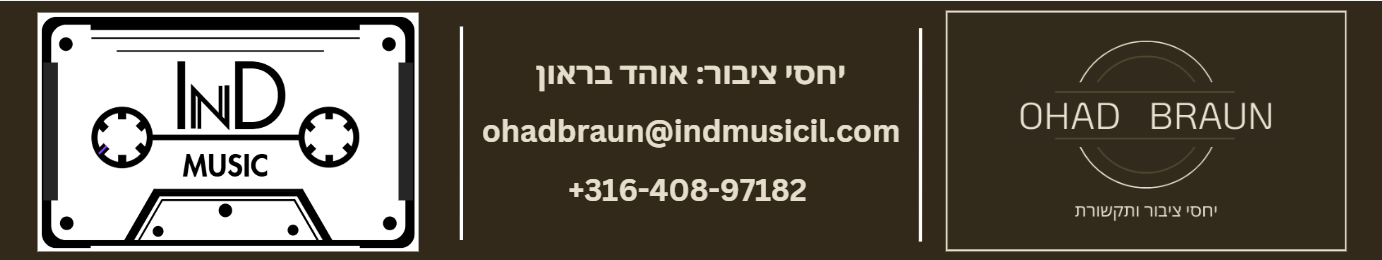 InD
MUSIC
יחסי ציבור: אוהד בראון
ohadbraun@indmusicil.com
+316-408-97182
OHAD BRAUN
יחסי ציבור ותקשורת